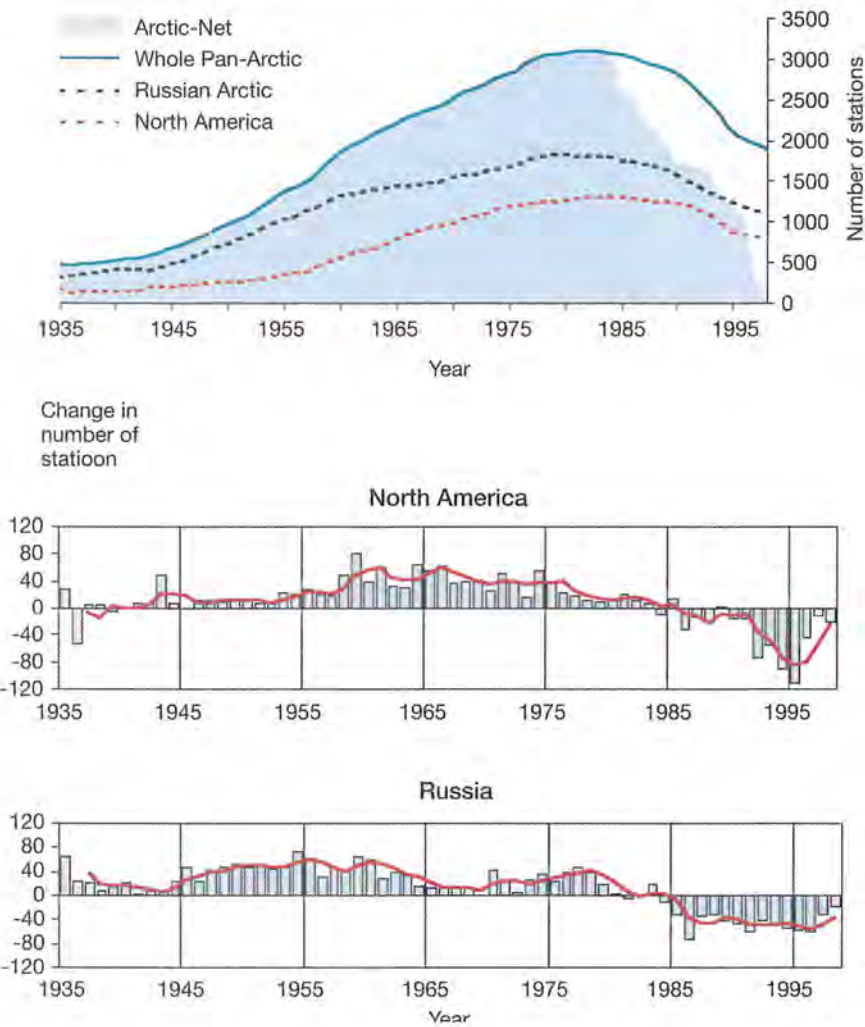 Arctic-Net
Whole Pan-Arctic
Russian Arctic
North America
3500
3000
2500
2000
1500
1000
500
0
Number of stations
1935 1945 1955 1965 1975 1985 1995
Year
Change in
number of
statioon
North America
120
80
40
0
-40
-80
-120
1935 1945 1955 1965 1975 1985 1995
Russia
120
80
40
0
-40
-80
-120
1935 1945 1955 1965 1975 1985 1995
Year